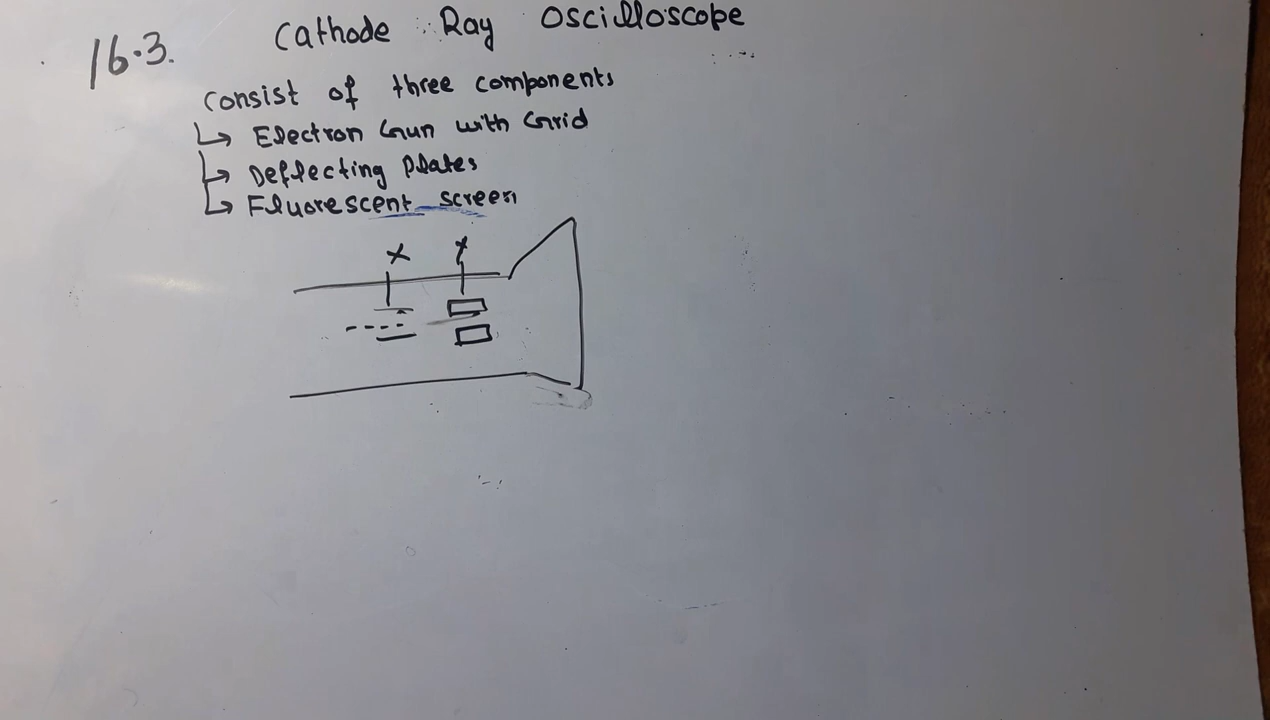 16.3. Cathode Ray Oscilloscope
Consist of three components
↳ Electron Gun with Grid
↳ Deflecting Plates
↳ Fluorescent screen
X Y